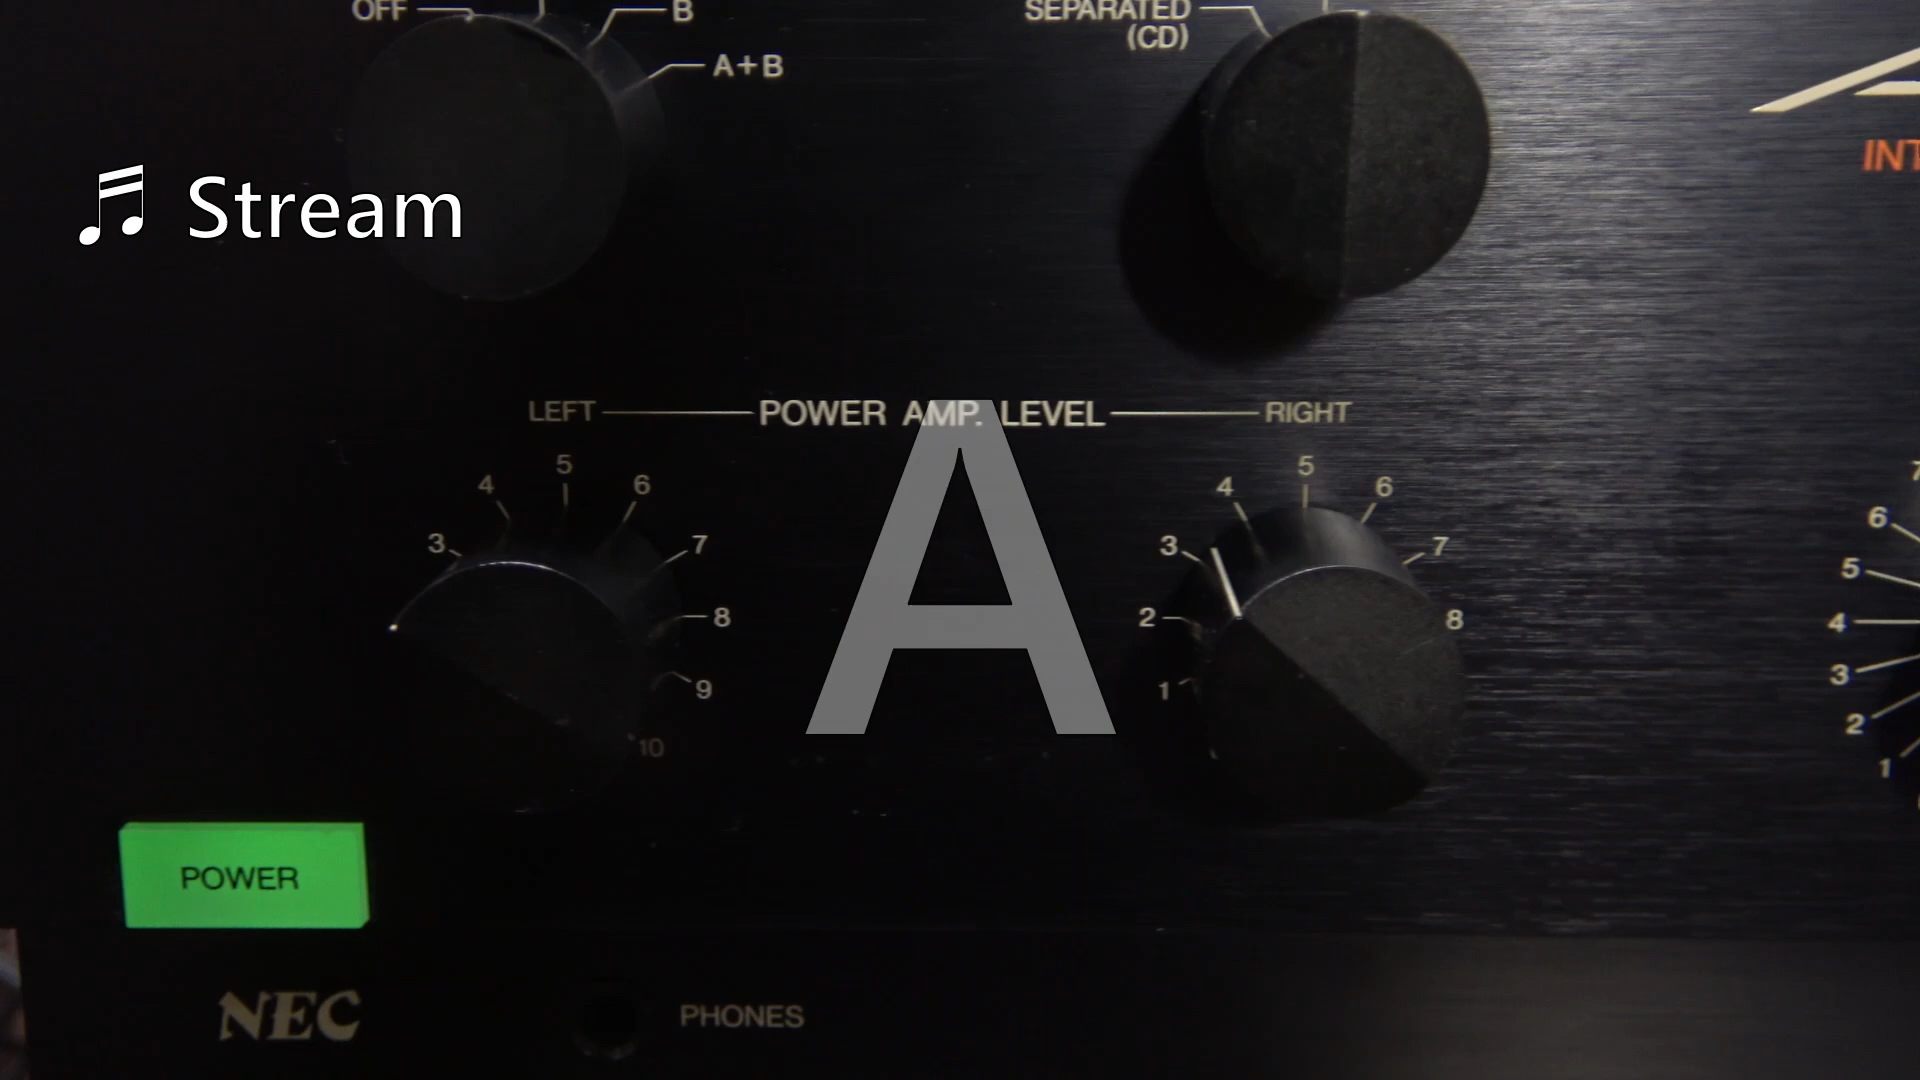 OFF
B
A+B
SEPARATED
(CD)
INT
♫ Stream
LEFT POWER AMP. LEVEL RIGHT
3 4 5 6 7 8 9 10
1 2 3 4 5 6 7 8
7
6
5
4
3
2
1
A
POWER
NEC
PHONES